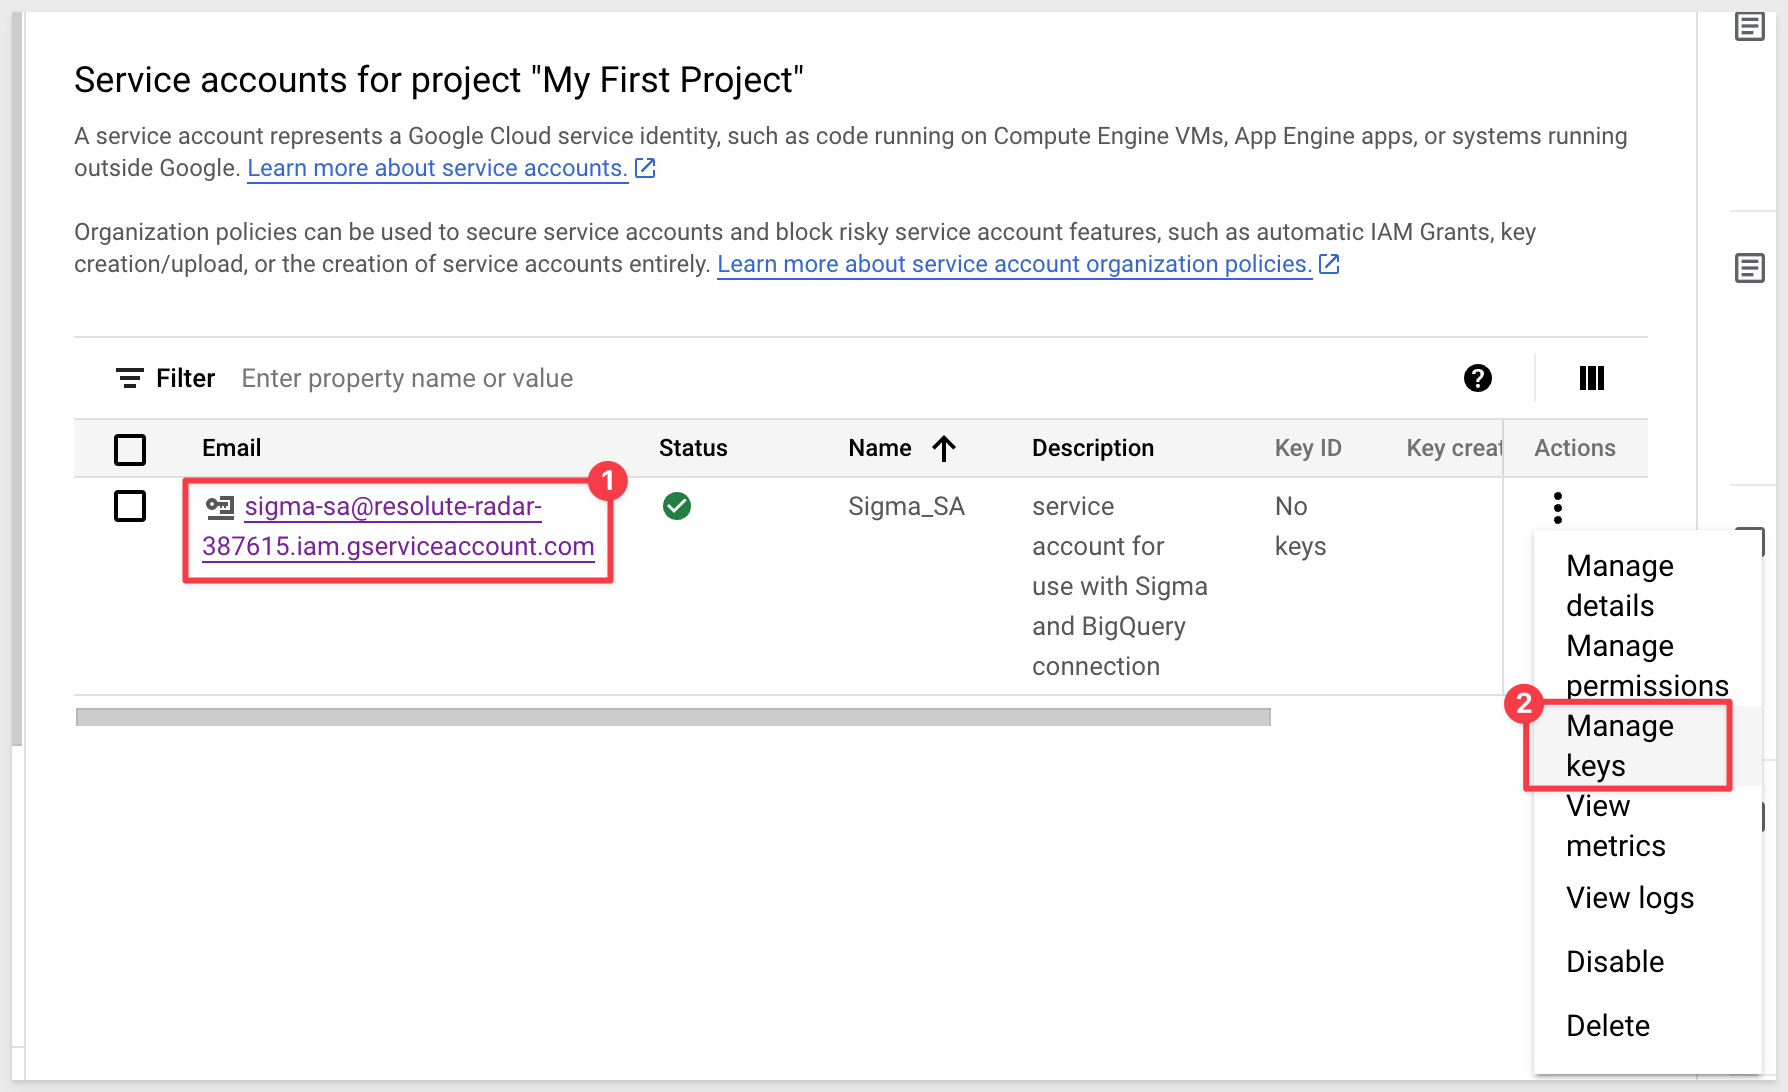 Service accounts for project "My First Project"
A service account represents a Google Cloud service identity, such as code running on Compute Engine VMs, App Engine apps, or systems running
outside Google. Learn more about service accounts.
Organization policies can be used to secure service accounts and block risky service account features, such as automatic IAM Grants, key
creation/upload, or the creation of service accounts entirely. Learn more about service account organization policies.
Filter Enter property name or value
Email Status Name Description Key ID Key creat Actions
1
sigma-sa@resolute-radar-
387615.iam.gserviceaccount.com
Sigma_SA
service
account for
use with Sigma
and BigQuery
connection
No
keys
Manage
details
Manage
permissions
2
Manage
keys
View
metrics
View logs
Disable
Delete